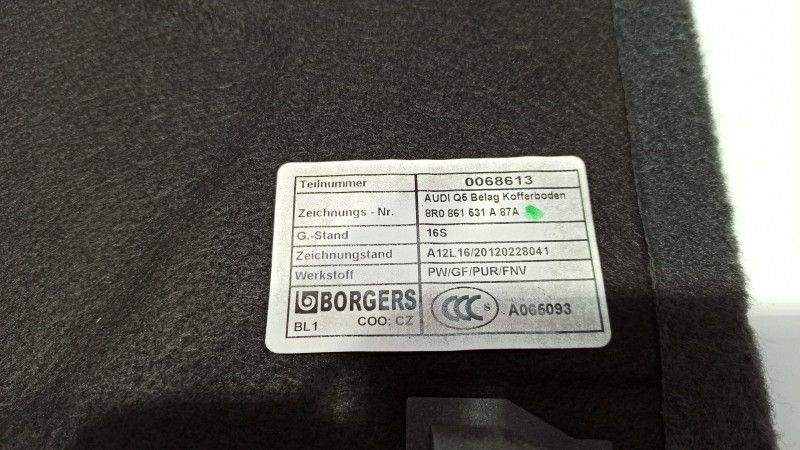 Teilnummer 0068613
AUDI Q5 Belag Kofferboden
Zeichnungs - Nr. 8R0 861 531 A 87A
G.-Stand 16S
Zeichnungstand A12L16/20120228041
Werkstoff PW/GF/PUR/FNV
BORGERS CCC S A065093
BL1 COO: CZ